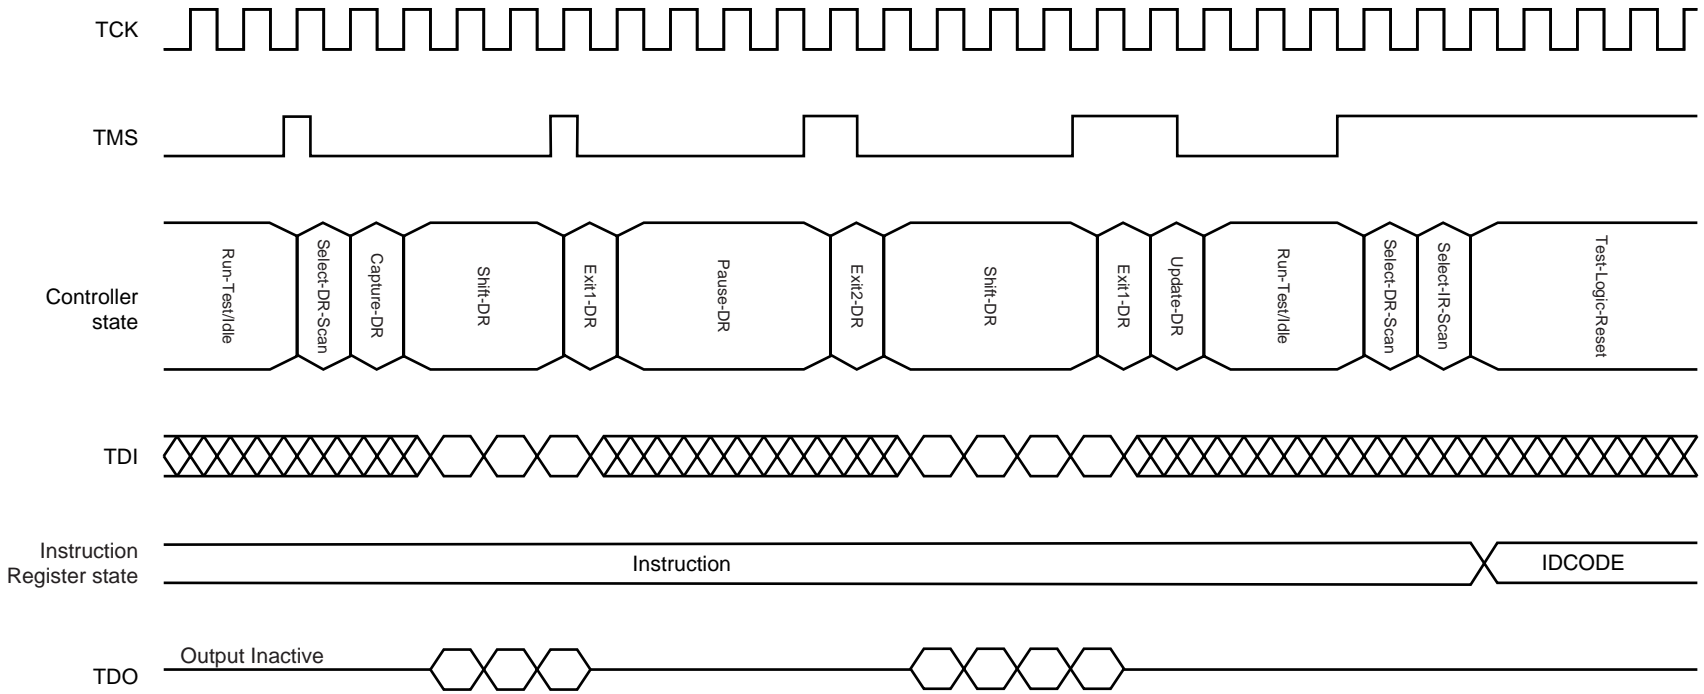 TCK
TMS
Controller
state
Run-Test/Idle
Select-DR-Scan
Capture-DR
Shift-DR
Exit1-DR
Pause-DR
Exit2-DR
Shift-DR
Exit1-DR
Update-DR
Run-Test/Idle
Select-DR-Scan
Select-IR-Scan
Test-Logic-Reset
TDI
Instruction
Register state
Instruction
IDCODE
TDO
Output Inactive